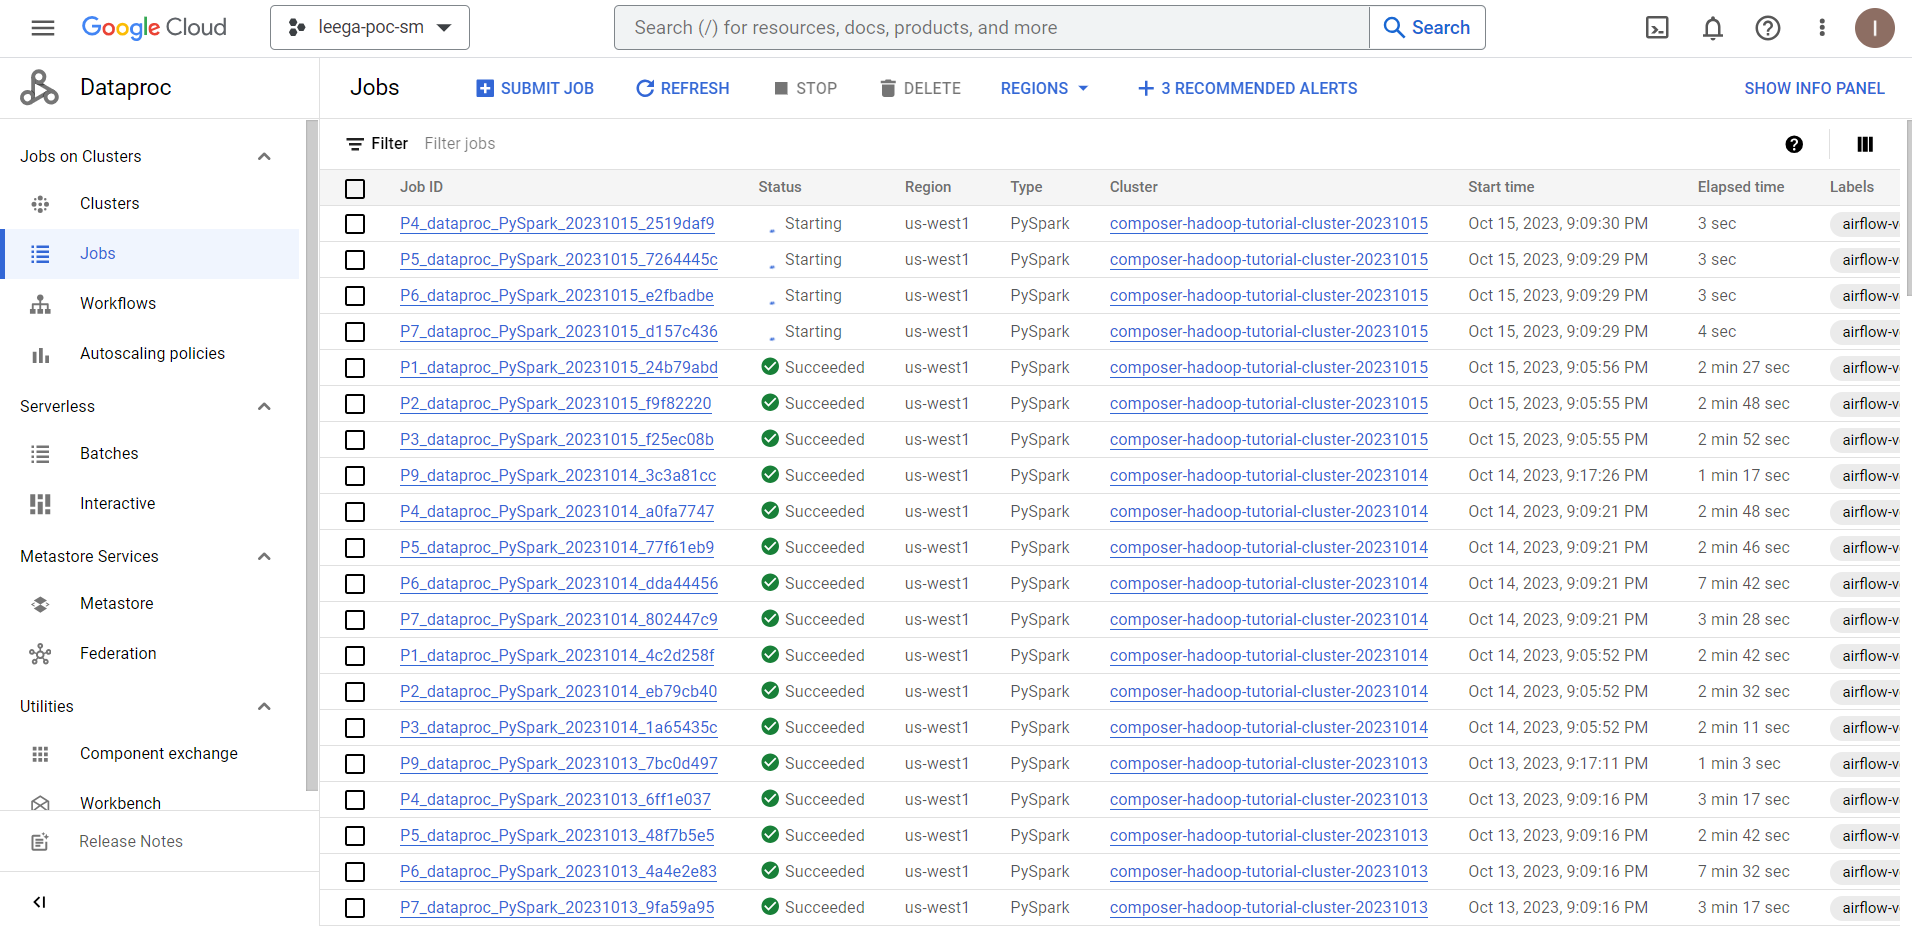 Google Cloud
leega-poc-sm
Search (/) for resources, docs, products, and more
Search
I
Dataproc
Jobs
SUBMIT JOB
REFRESH
STOP
DELETE
REGIONS
3 RECOMMENDED ALERTS
SHOW INFO PANEL
Jobs on Clusters
Clusters
Jobs
Workflows
Autoscaling policies
Serverless
Batches
Interactive
Metastore Services
Metastore
Federation
Utilities
Component exchange
Workbench
Release Notes
Filter Filter jobs
Job ID Status Region Type Cluster Start time Elapsed time Labels
P4_dataproc_PySpark_20231015_2519daf9 Starting us-west1 PySpark composer-hadoop-tutorial-cluster-20231015 Oct 15, 2023, 9:09:30 PM 3 sec airflow-v
P5_dataproc_PySpark_20231015_7264445c Starting us-west1 PySpark composer-hadoop-tutorial-cluster-20231015 Oct 15, 2023, 9:09:29 PM 3 sec airflow-v
P6_dataproc_PySpark_20231015_e2fbadbe Starting us-west1 PySpark composer-hadoop-tutorial-cluster-20231015 Oct 15, 2023, 9:09:29 PM 3 sec airflow-v
P7_dataproc_PySpark_20231015_d157c436 Starting us-west1 PySpark composer-hadoop-tutorial-cluster-20231015 Oct 15, 2023, 9:09:29 PM 4 sec airflow-v
P1_dataproc_PySpark_20231015_24b79abd Succeeded us-west1 PySpark composer-hadoop-tutorial-cluster-20231015 Oct 15, 2023, 9:05:56 PM 2 min 27 sec airflow-v
P2_dataproc_PySpark_20231015_f9f82220 Succeeded us-west1 PySpark composer-hadoop-tutorial-cluster-20231015 Oct 15, 2023, 9:05:55 PM 2 min 48 sec airflow-v
P3_dataproc_PySpark_20231015_f25ec08b Succeeded us-west1 PySpark composer-hadoop-tutorial-cluster-20231015 Oct 15, 2023, 9:05:55 PM 2 min 52 sec airflow-v
P9_dataproc_PySpark_20231014_3c3a81cc Succeeded us-west1 PySpark composer-hadoop-tutorial-cluster-20231014 Oct 14, 2023, 9:17:26 PM 1 min 17 sec airflow-v
P4_dataproc_PySpark_20231014_a0fa7747 Succeeded us-west1 PySpark composer-hadoop-tutorial-cluster-20231014 Oct 14, 2023, 9:09:21 PM 2 min 48 sec airflow-v
P5_dataproc_PySpark_20231014_77f61eb9 Succeeded us-west1 PySpark composer-hadoop-tutorial-cluster-20231014 Oct 14, 2023, 9:09:21 PM 2 min 46 sec airflow-v
P6_dataproc_PySpark_20231014_dda44456 Succeeded us-west1 PySpark composer-hadoop-tutorial-cluster-20231014 Oct 14, 2023, 9:09:21 PM 7 min 42 sec airflow-v
P7_dataproc_PySpark_20231014_802447c9 Succeeded us-west1 PySpark composer-hadoop-tutorial-cluster-20231014 Oct 14, 2023, 9:09:21 PM 3 min 28 sec airflow-v
P1_dataproc_PySpark_20231014_4c2d258f Succeeded us-west1 PySpark composer-hadoop-tutorial-cluster-20231014 Oct 14, 2023, 9:05:52 PM 2 min 42 sec airflow-v
P2_dataproc_PySpark_20231014_eb79cb40 Succeeded us-west1 PySpark composer-hadoop-tutorial-cluster-20231014 Oct 14, 2023, 9:05:52 PM 2 min 32 sec airflow-v
P3_dataproc_PySpark_20231014_1a65435c Succeeded us-west1 PySpark composer-hadoop-tutorial-cluster-20231014 Oct 14, 2023, 9:05:52 PM 2 min 11 sec airflow-v
P9_dataproc_PySpark_20231013_7bc0d497 Succeeded us-west1 PySpark composer-hadoop-tutorial-cluster-20231013 Oct 13, 2023, 9:17:11 PM 1 min 3 sec airflow-v
P4_dataproc_PySpark_20231013_6ff1e037 Succeeded us-west1 PySpark composer-hadoop-tutorial-cluster-20231013 Oct 13, 2023, 9:09:16 PM 3 min 17 sec airflow-v
P5_dataproc_PySpark_20231013_48f7b5e5 Succeeded us-west1 PySpark composer-hadoop-tutorial-cluster-20231013 Oct 13, 2023, 9:09:16 PM 2 min 42 sec airflow-v
P6_dataproc_PySpark_20231013_4a4e2e83 Succeeded us-west1 PySpark composer-hadoop-tutorial-cluster-20231013 Oct 13, 2023, 9:09:16 PM 7 min 32 sec airflow-v
P7_dataproc_PySpark_20231013_9fa59a95 Succeeded us-west1 PySpark composer-hadoop-tutorial-cluster-20231013 Oct 13, 2023, 9:09:16 PM 3 min 17 sec airflow-v